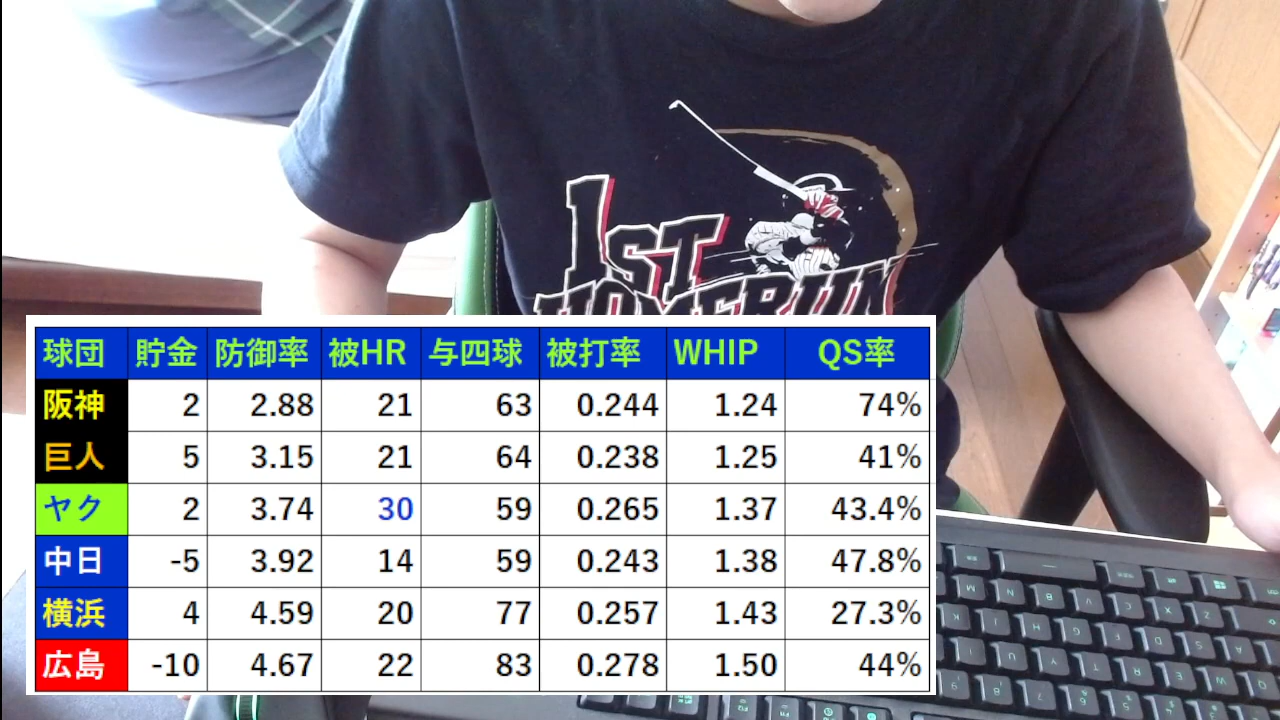 1ST
HOMERUN
球団 貯金 防御率 被HR 与四球 被打率 WHIP QS率
阪神 2 2.88 21 63 0.244 1.24 74%
巨人 5 3.15 21 64 0.238 1.25 41%
ヤク 2 3.74 30 59 0.265 1.37 43.4%
中日 -5 3.92 14 59 0.243 1.38 47.8%
横浜 4 4.59 20 77 0.257 1.43 27.3%
広島 -10 4.67 22 83 0.278 1.50 44%